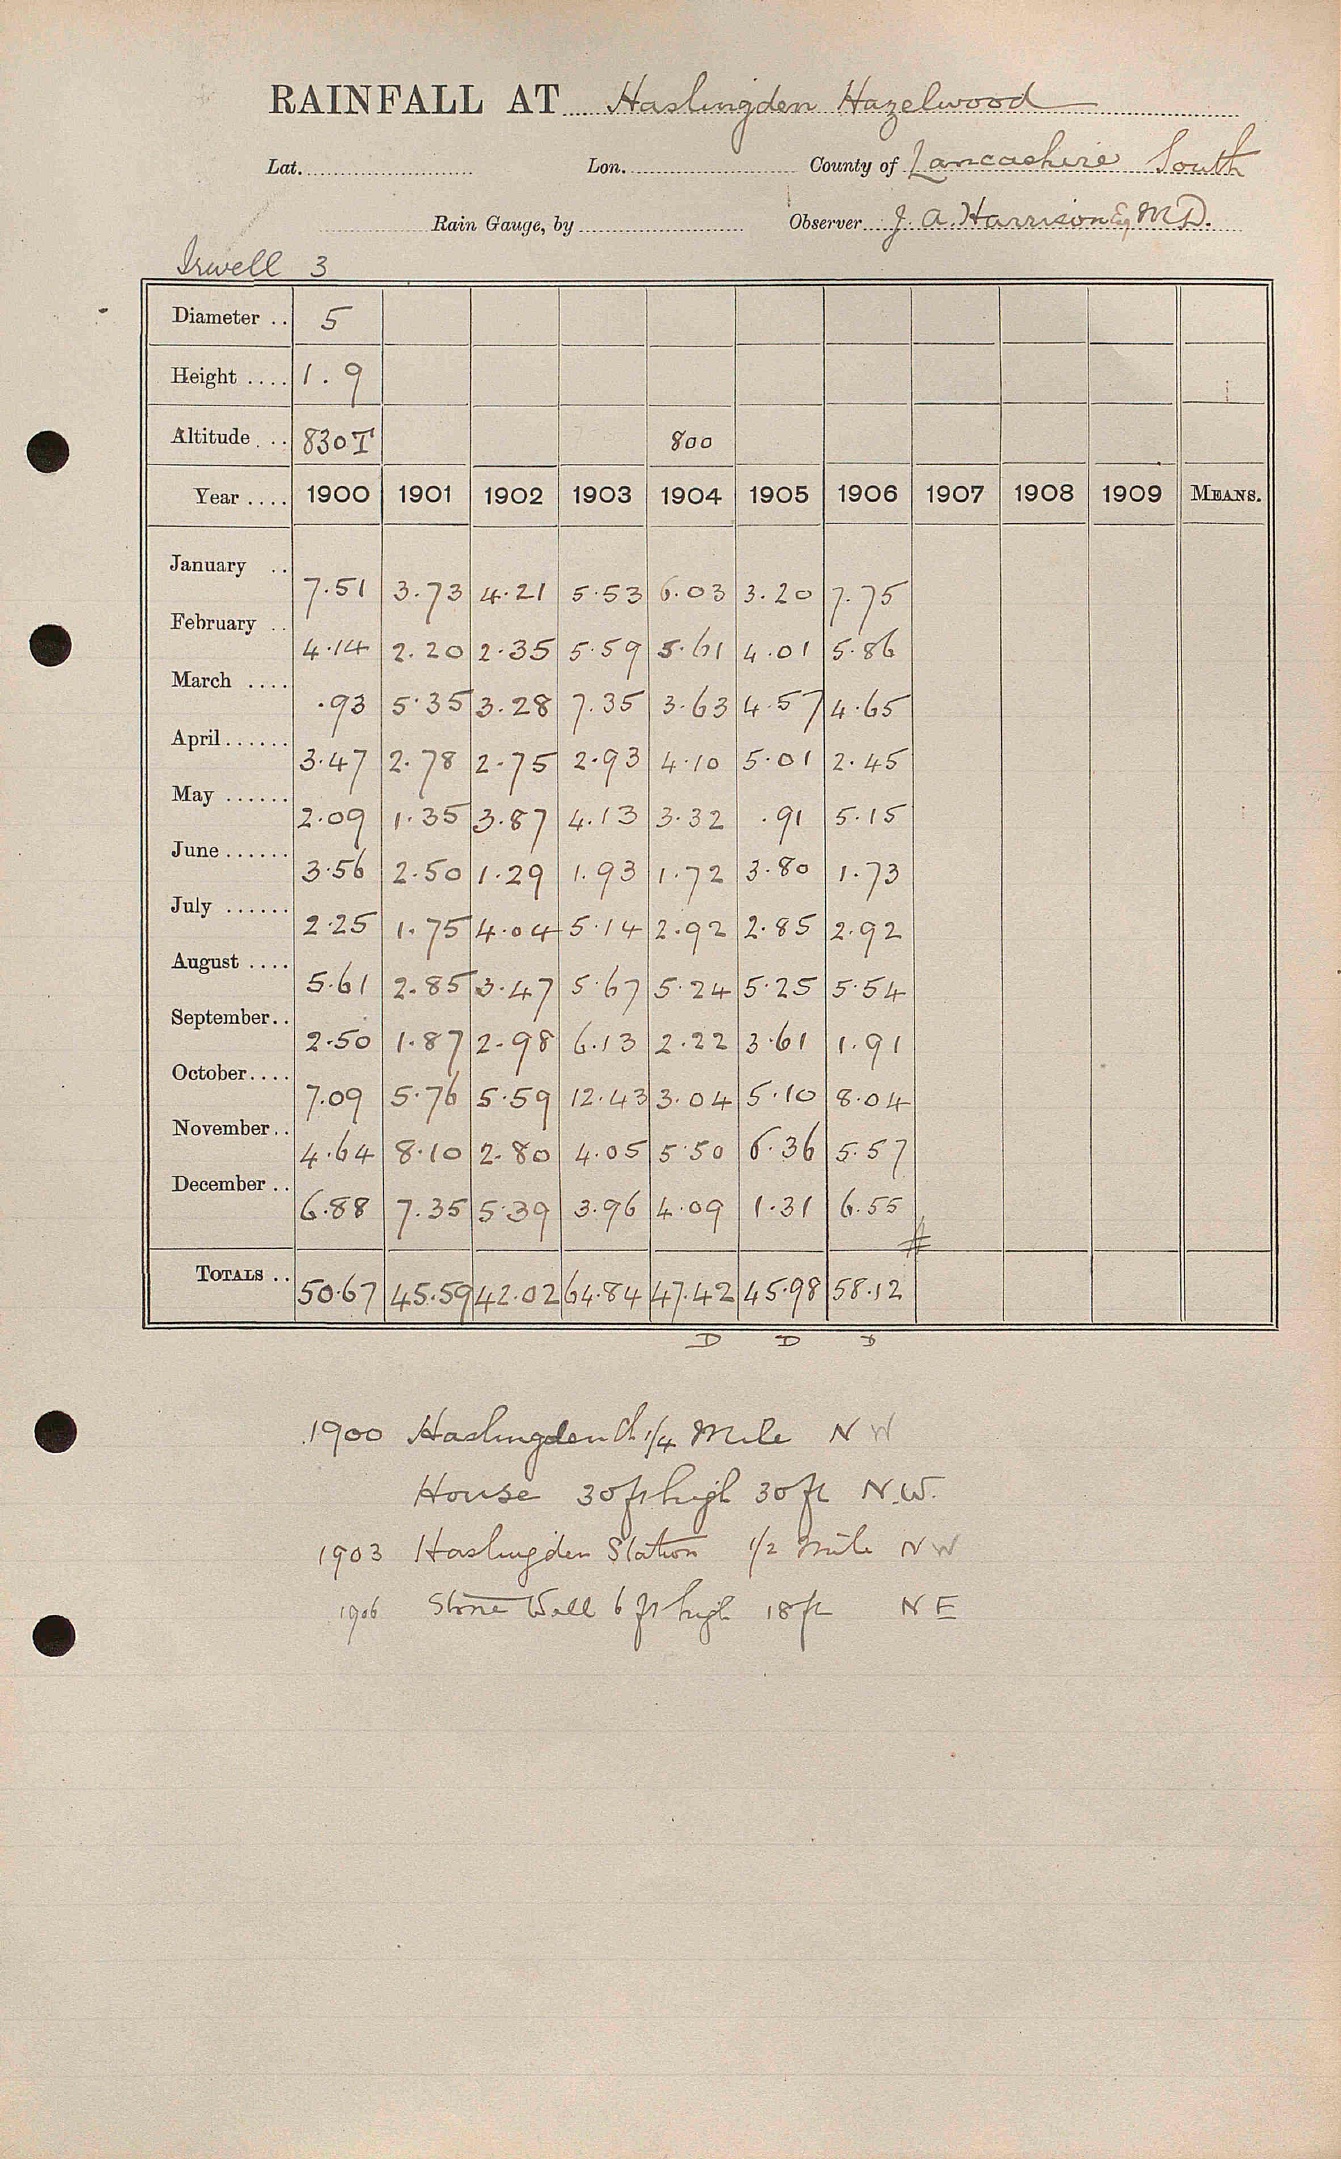 RAINFALL AT Haslingden Hazelwood
Lat. Lon. County of Lancashire South
Rain Gauge, by Observer J. A. Harrison Esq MD.
Irwell 3
Diameter .. 5
Height .... 1.9
Altitude ... 830T 800
Year .... 1900 1901 1902 1903 1904 1905 1906 1907 1908 1909 MEANS.
January .. 7.51 3.73 4.21 5.53 6.03 3.20 7.75
February .. 4.14 2.20 2.35 5.59 5.61 4.01 5.86
March .... .93 5.35 3.28 7.35 3.63 4.57 4.65
April...... 3.47 2.78 2.75 2.93 4.10 5.01 2.45
May ...... 2.09 1.35 3.87 4.13 3.32 .91 5.15
June...... 3.56 2.50 1.29 1.93 1.72 3.80 1.73
July ...... 2.25 1.75 4.04 5.14 2.92 2.85 2.92
August .... 5.61 2.85 3.47 5.67 5.24 5.25 5.54
September.. 2.50 1.87 2.98 6.13 2.22 3.61 1.91
October.... 7.09 5.76 5.59 12.43 3.04 5.10 8.04
November.. 4.64 8.10 2.80 4.05 5.50 6.36 5.57
December .. 6.88 7.35 5.39 3.96 4.09 1.31 6.55
TOTALS .. 50.67 45.59 42.02 64.84 47.42 45.98 58.12
D D D
1900 Haslingden Ch 1/4 Mile N W
House 30 ft high 30 ft N.W.
1903 Haslingden Station 1/2 Mile N W
1906 Stone Wall 6 ft high 18 ft N E